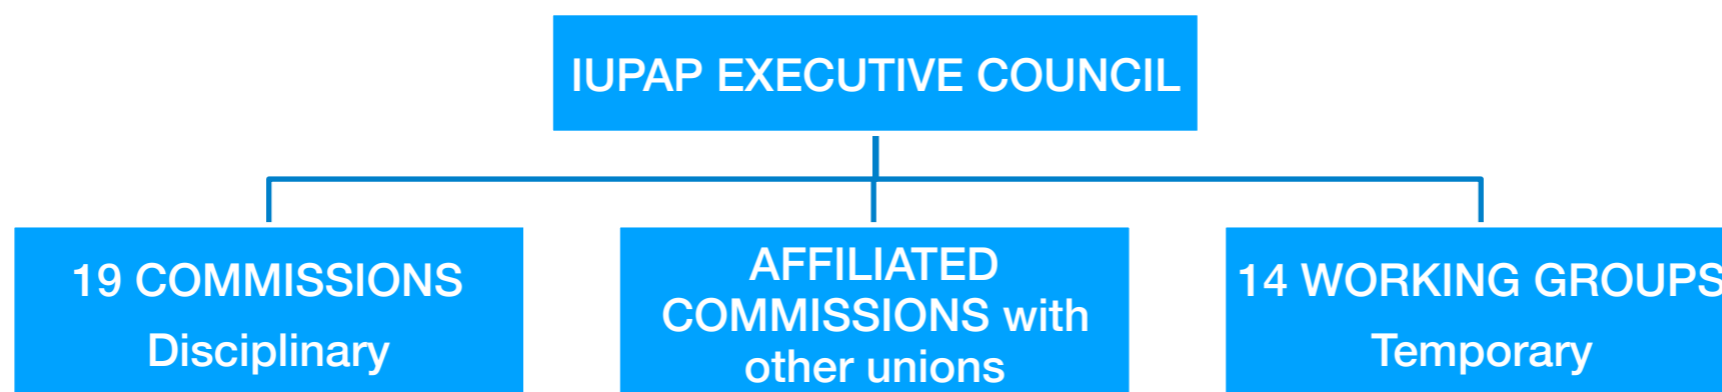 IUPAP EXECUTIVE COUNCIL
19 COMMISSIONS
Disciplinary
AFFILIATED
COMMISSIONS with
other unions
14 WORKING GROUPS
Temporary